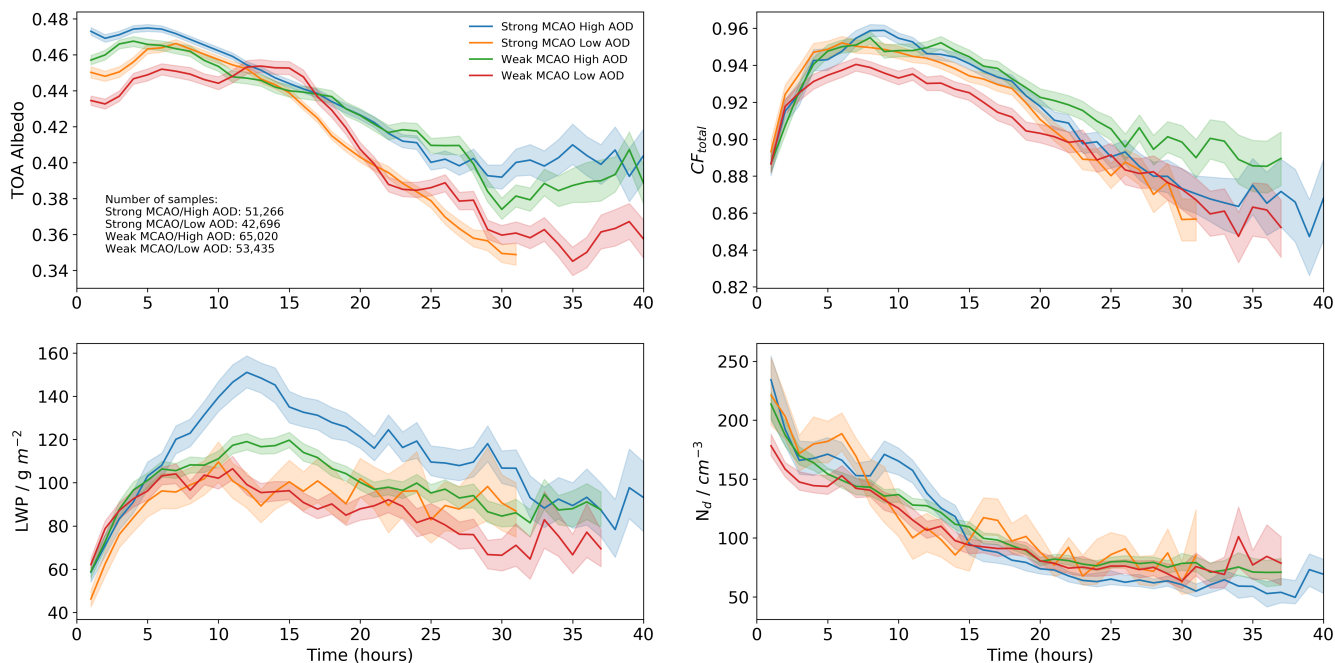 0.48
0.46
0.44
0.42
0.40
0.38
0.36
0.34
TOA Albedo
Strong MCAO High AOD
Strong MCAO Low AOD
Weak MCAO High AOD
Weak MCAO Low AOD
Number of samples:
Strong MCAO/High AOD: 51,266
Strong MCAO/Low AOD: 42,696
Weak MCAO/High AOD: 65,020
Weak MCAO/Low AOD: 53,435
0 5 10 15 20 25 30 35 40
0.96
0.94
0.92
0.90
0.88
0.86
0.84
0.82
CF_total
0 5 10 15 20 25 30 35 40
160
140
120
100
80
60
40
LWP / g m⁻²
0 5 10 15 20 25 30 35 40
Time (hours)
250
200
150
100
50
N_d / cm⁻³
0 5 10 15 20 25 30 35 40
Time (hours)